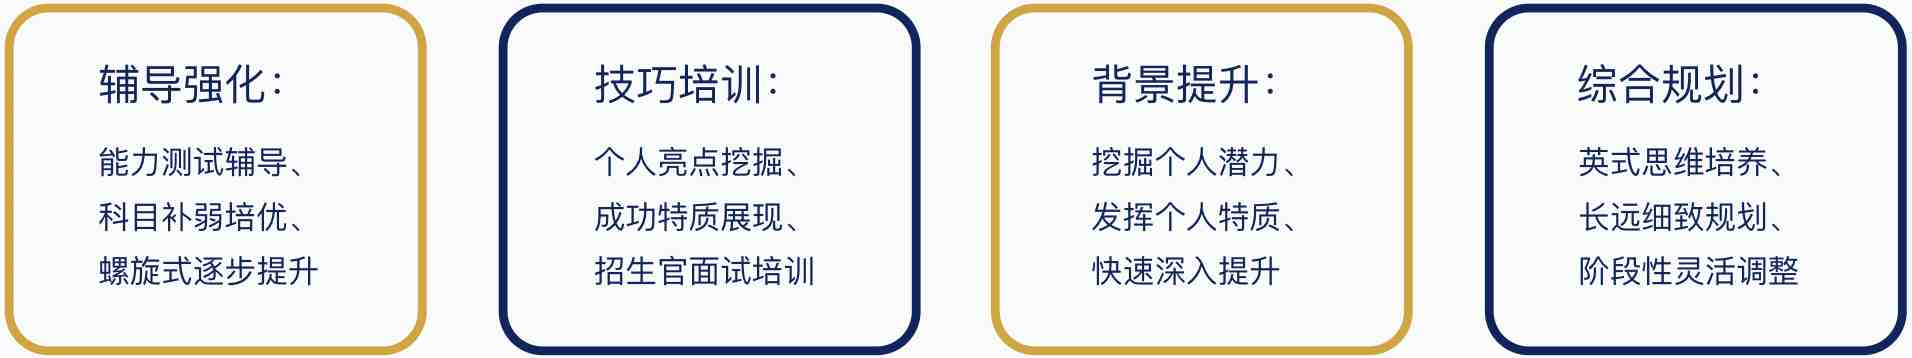 辅导强化：
能力测试辅导、
科目补弱培优、
螺旋式逐步提升
技巧培训：
个人亮点挖掘、
成功特质展现、
招生官面试培训
背景提升：
挖掘个人潜力、
发挥个人特质、
快速深入提升
综合规划：
英式思维培养、
长远细致规划、
阶段性灵活调整